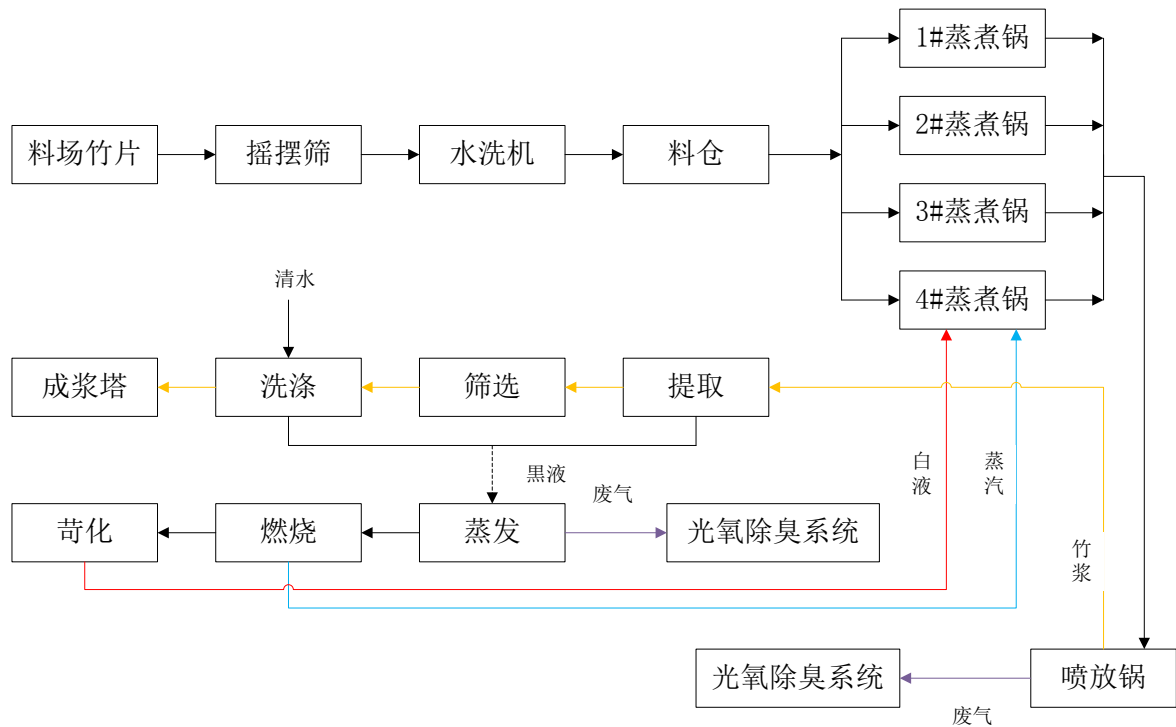 1#蒸煮锅
2#蒸煮锅
3#蒸煮锅
4#蒸煮锅
料场竹片
摇摆筛
水洗机
料仓
清水
成浆塔
洗涤
筛选
提取
黑液
废气
白液
蒸汽
苛化
燃烧
蒸发
光氧除臭系统
竹浆
光氧除臭系统
喷放锅
废气